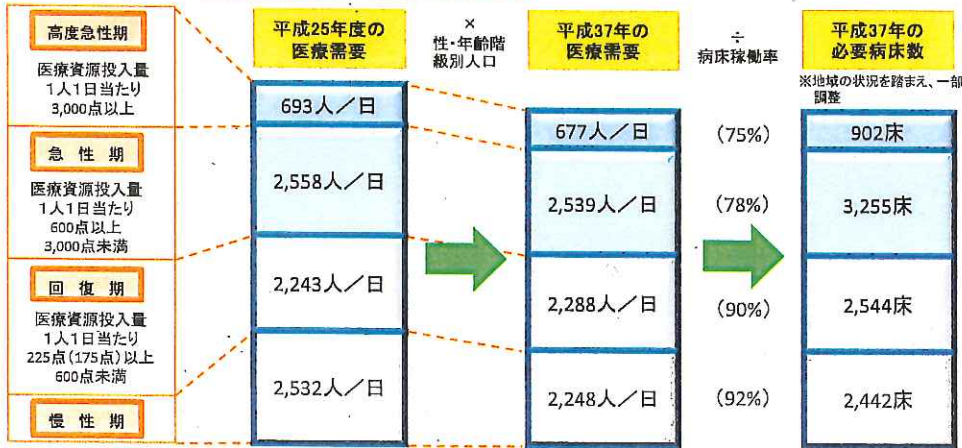 高度急性期
医療資源投入量
1人1日当たり
3,000点以上
急性期
医療資源投入量
1人1日当たり
600点以上
3,000点未満
回復期
医療資源投入量
1人1日当たり
225点(175点)以上
600点未満
慢性期
平成25年度の
医療需要
693人/日
2,558人/日
2,243人/日
2,532人/日
×
性・年齢階
級別人口
平成37年の
医療需要
677人/日
2,539人/日
2,288人/日
2,248人/日
÷
病床稼働率
(75%)
(78%)
(90%)
(92%)
平成37年の
必要病床数
※地域の状況を踏まえ、一部
調整
902床
3,255床
2,544床
2,442床